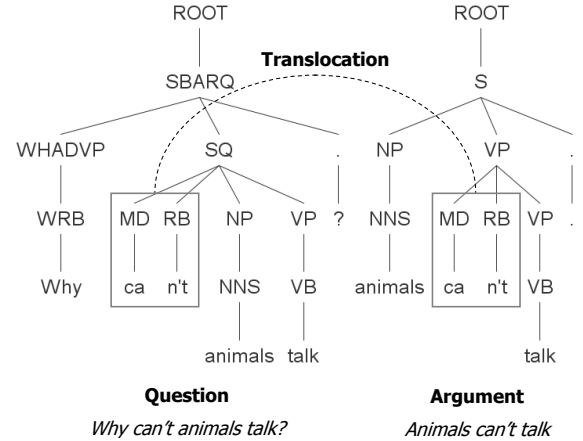 ROOT ROOT
Translocation
SBARQ S
WHADVP SQ . NP VP .
WRB MD RB NP VP ? NNS MD RB VP .
Why ca n't NNS VB animals ca n't VB
animals talk talk
Question Argument
Why can't animals talk? Animals can't talk